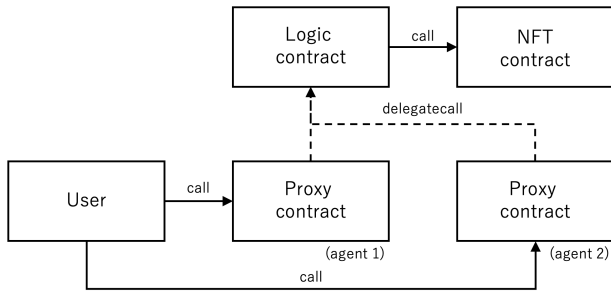 Logic
contract
call
NFT
contract
delegatecall
User
call
Proxy
contract
(agent 1)
Proxy
contract
(agent 2)
call